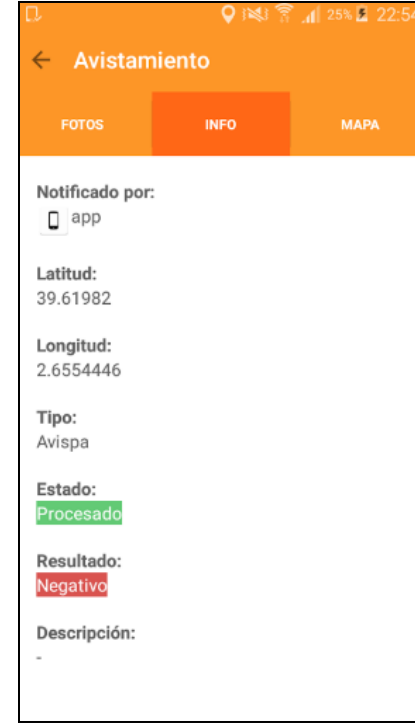 25% 22:54
Avistamiento
FOTOS INFO MAPA
Notificado por:
app
Latitud:
39.61982
Longitud:
2.6554446
Tipo:
Avispa
Estado:
Procesado
Resultado:
Negativo
Descripción:
-